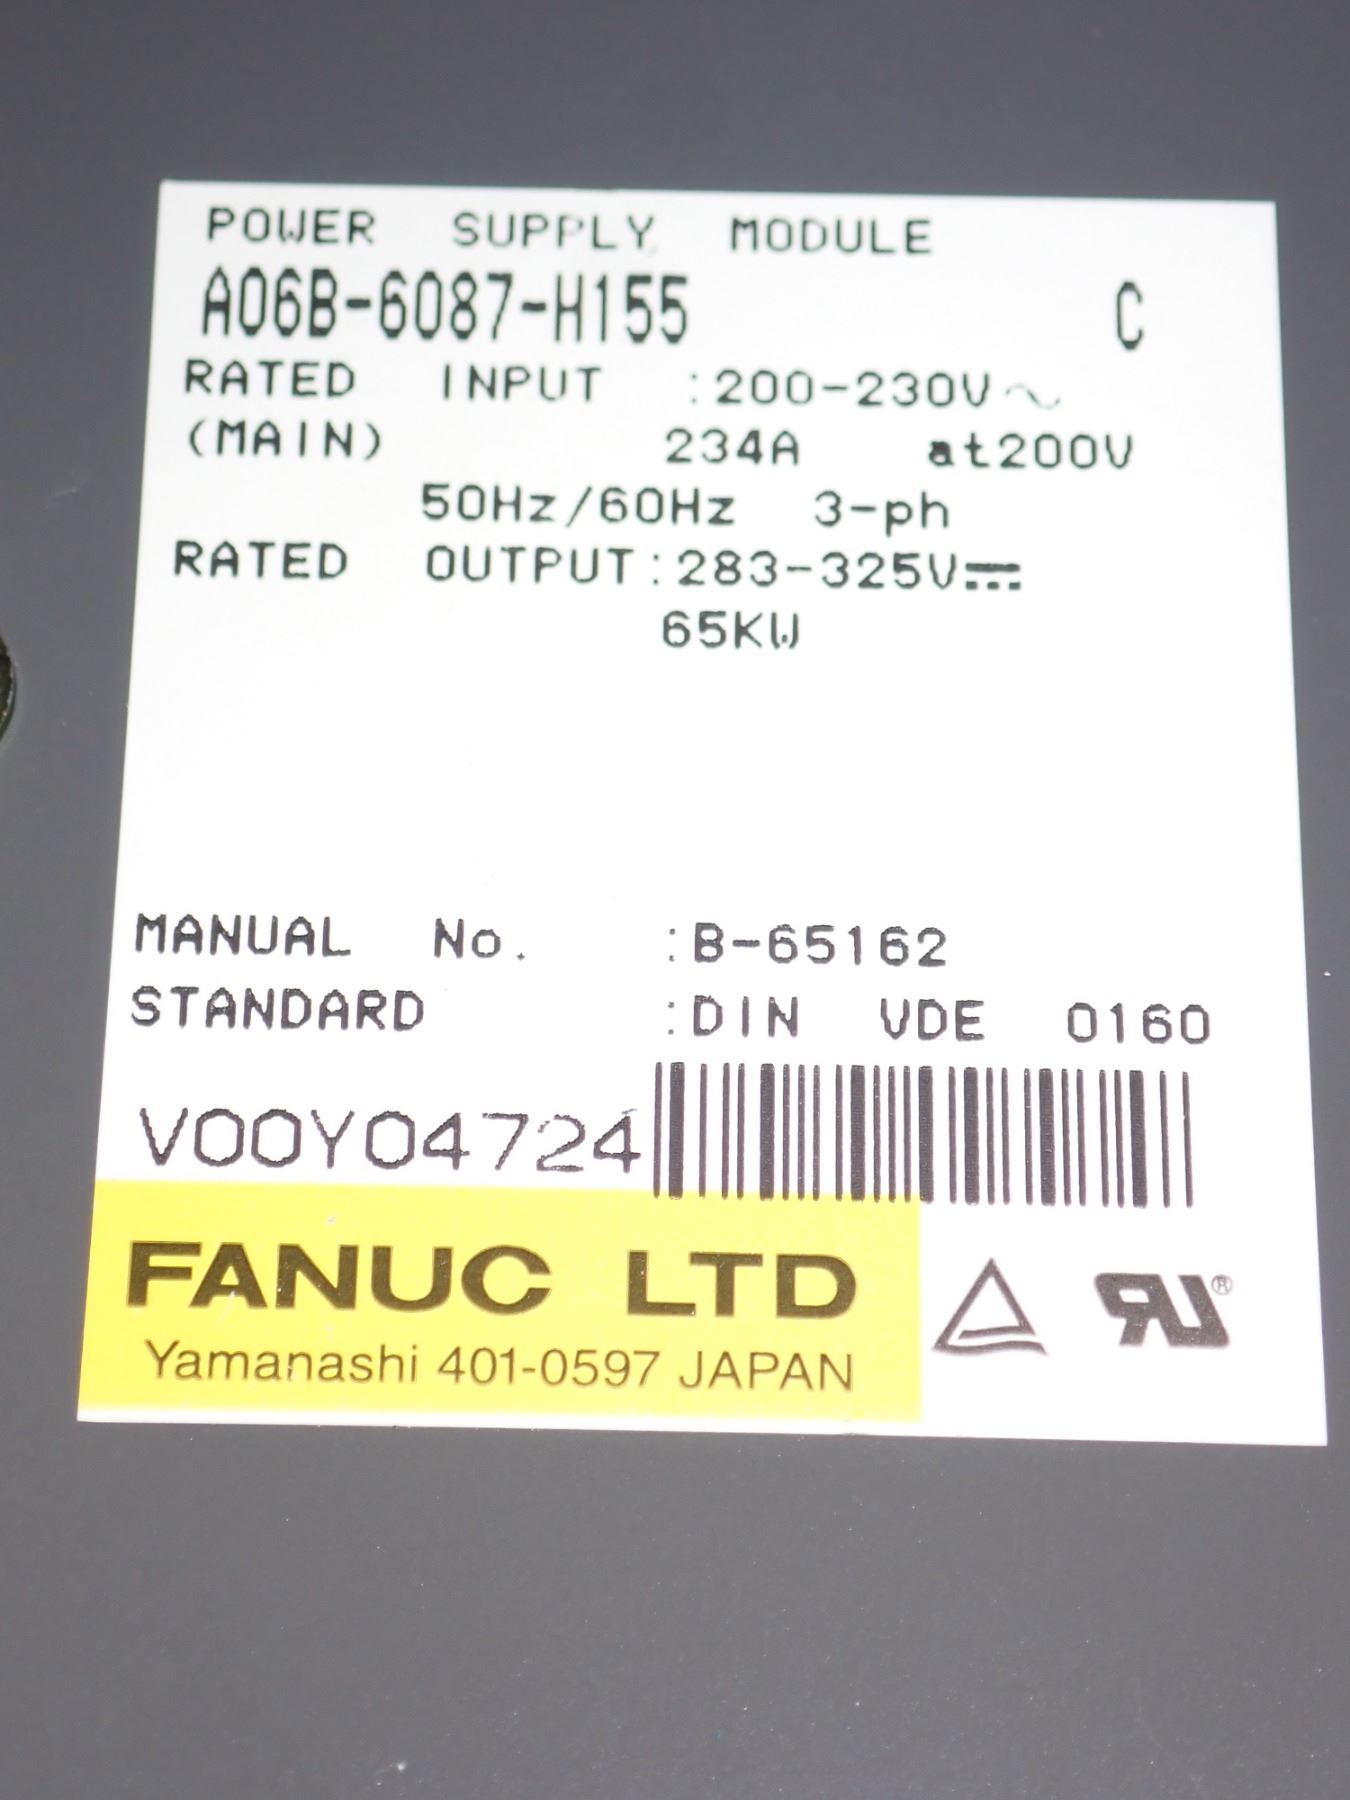 POWER SUPPLY MODULE
A06B-6087-H155 C
RATED INPUT :200-230V～
(MAIN) 234A at200V
50Hz/60Hz 3-ph
RATED OUTPUT:283-325V⎓
65KW
MANUAL No. :B-65162
STANDARD :DIN VDE 0160
V00Y04724
FANUC LTD
Yamanashi 401-0597 JAPAN
RU®